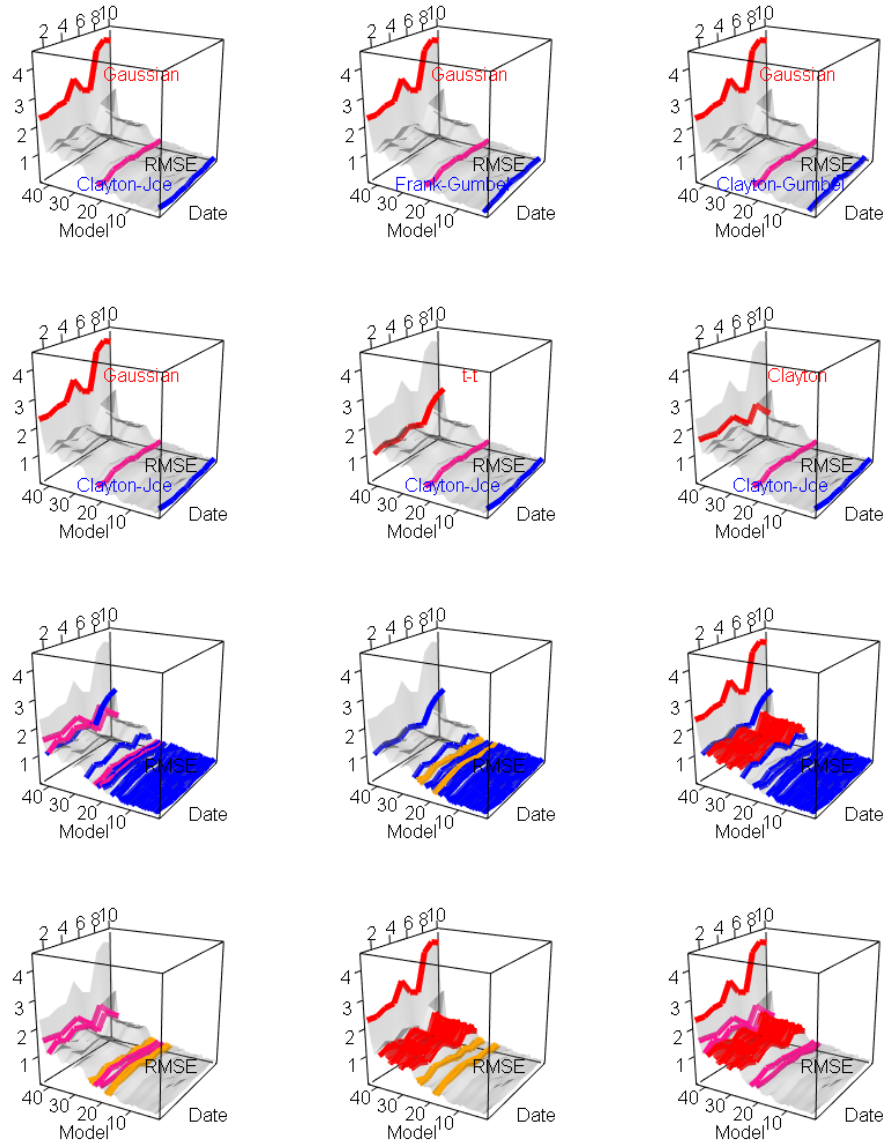 2 4 6 8 10 2 4 6 8 10 2 4 6 8 10
4 Gaussian 4 Gaussian 4 Gaussian
3 3 3
2 2 2
1 RMSE 1 RMSE 1 RMSE
40 Clayton-Joe 40 Frank-Gumbel 40 Clayton-Gumbel
30 30 30
20 10 Date 20 10 Date 20 10 Date
Model Model Model
2 4 6 8 10 2 4 6 8 10 2 4 6 8 10
4 Gaussian 4 t-t 4 Clayton
3 3 3
2 2 2
1 RMSE 1 RMSE 1 RMSE
40 Clayton-Joe 40 Clayton-Joe 40 Clayton-Joe
30 30 30
20 10 Date 20 10 Date 20 10 Date
Model Model Model
2 4 6 8 10 2 4 6 8 10 2 4 6 8 10
4 4 4
3 3 3
2 2 2
1 RMSE 1 RMSE 1 RMSE
40 40 40
30 30 30
20 10 Date 20 10 Date 20 10 Date
Model Model Model
2 4 6 8 10 2 4 6 8 10 2 4 6 8 10
4 4 4
3 3 3
2 2 2
1 RMSE 1 RMSE 1 RMSE
40 40 40
30 30 30
20 10 Date 20 10 Date 20 10 Date
Model Model Model